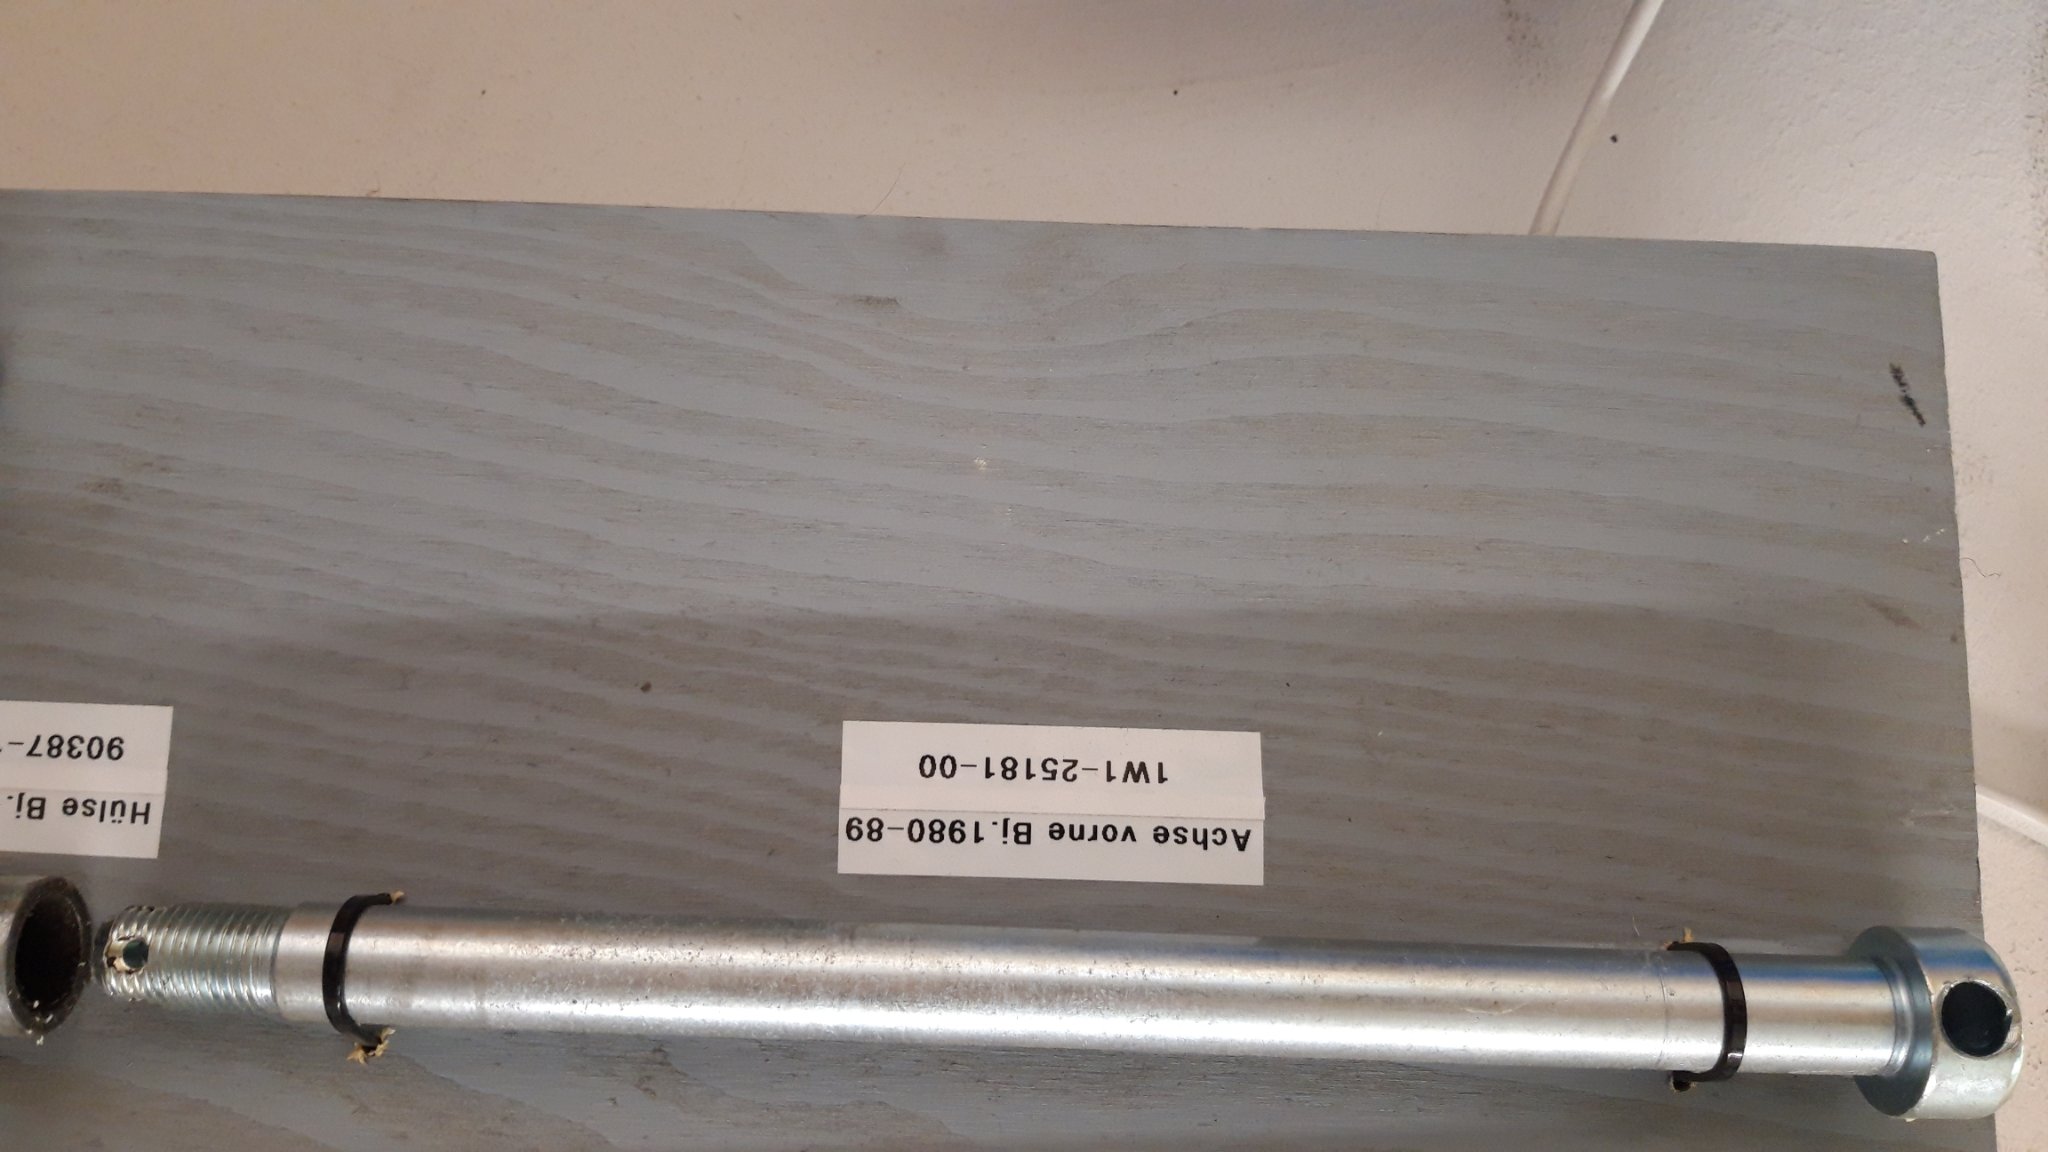 Achse vorne Bj.1980-89
1W1-25181-00
Hülse Bj.
90387-